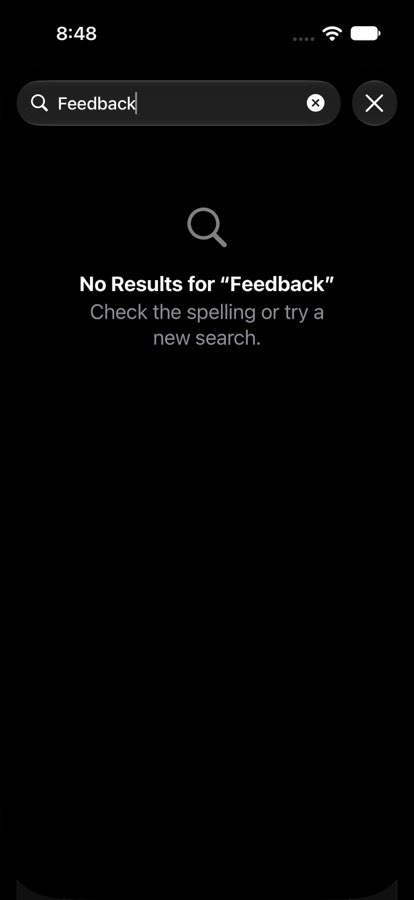 8:48
Feedback
No Results for “Feedback”
Check the spelling or try a
new search.